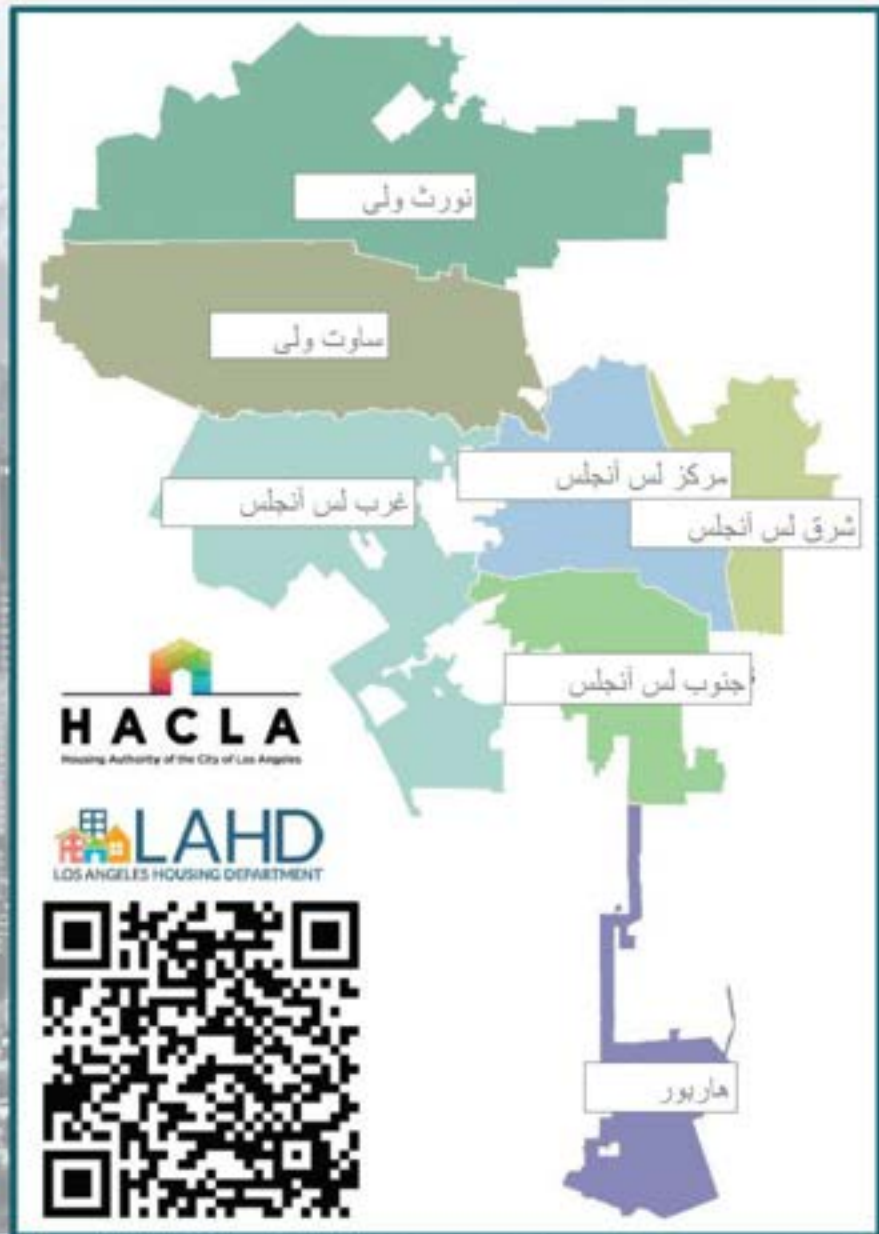 نورٹ ولی
ساوت ولی
مرکز لس آنجلس
غرب لس آنجلس
شرق لس آنجلس
جنوب لس آنجلس
HACLA
Housing Authority of the City of Los Angeles
LAHD
LOS ANGELES HOUSING DEPARTMENT
هاربور